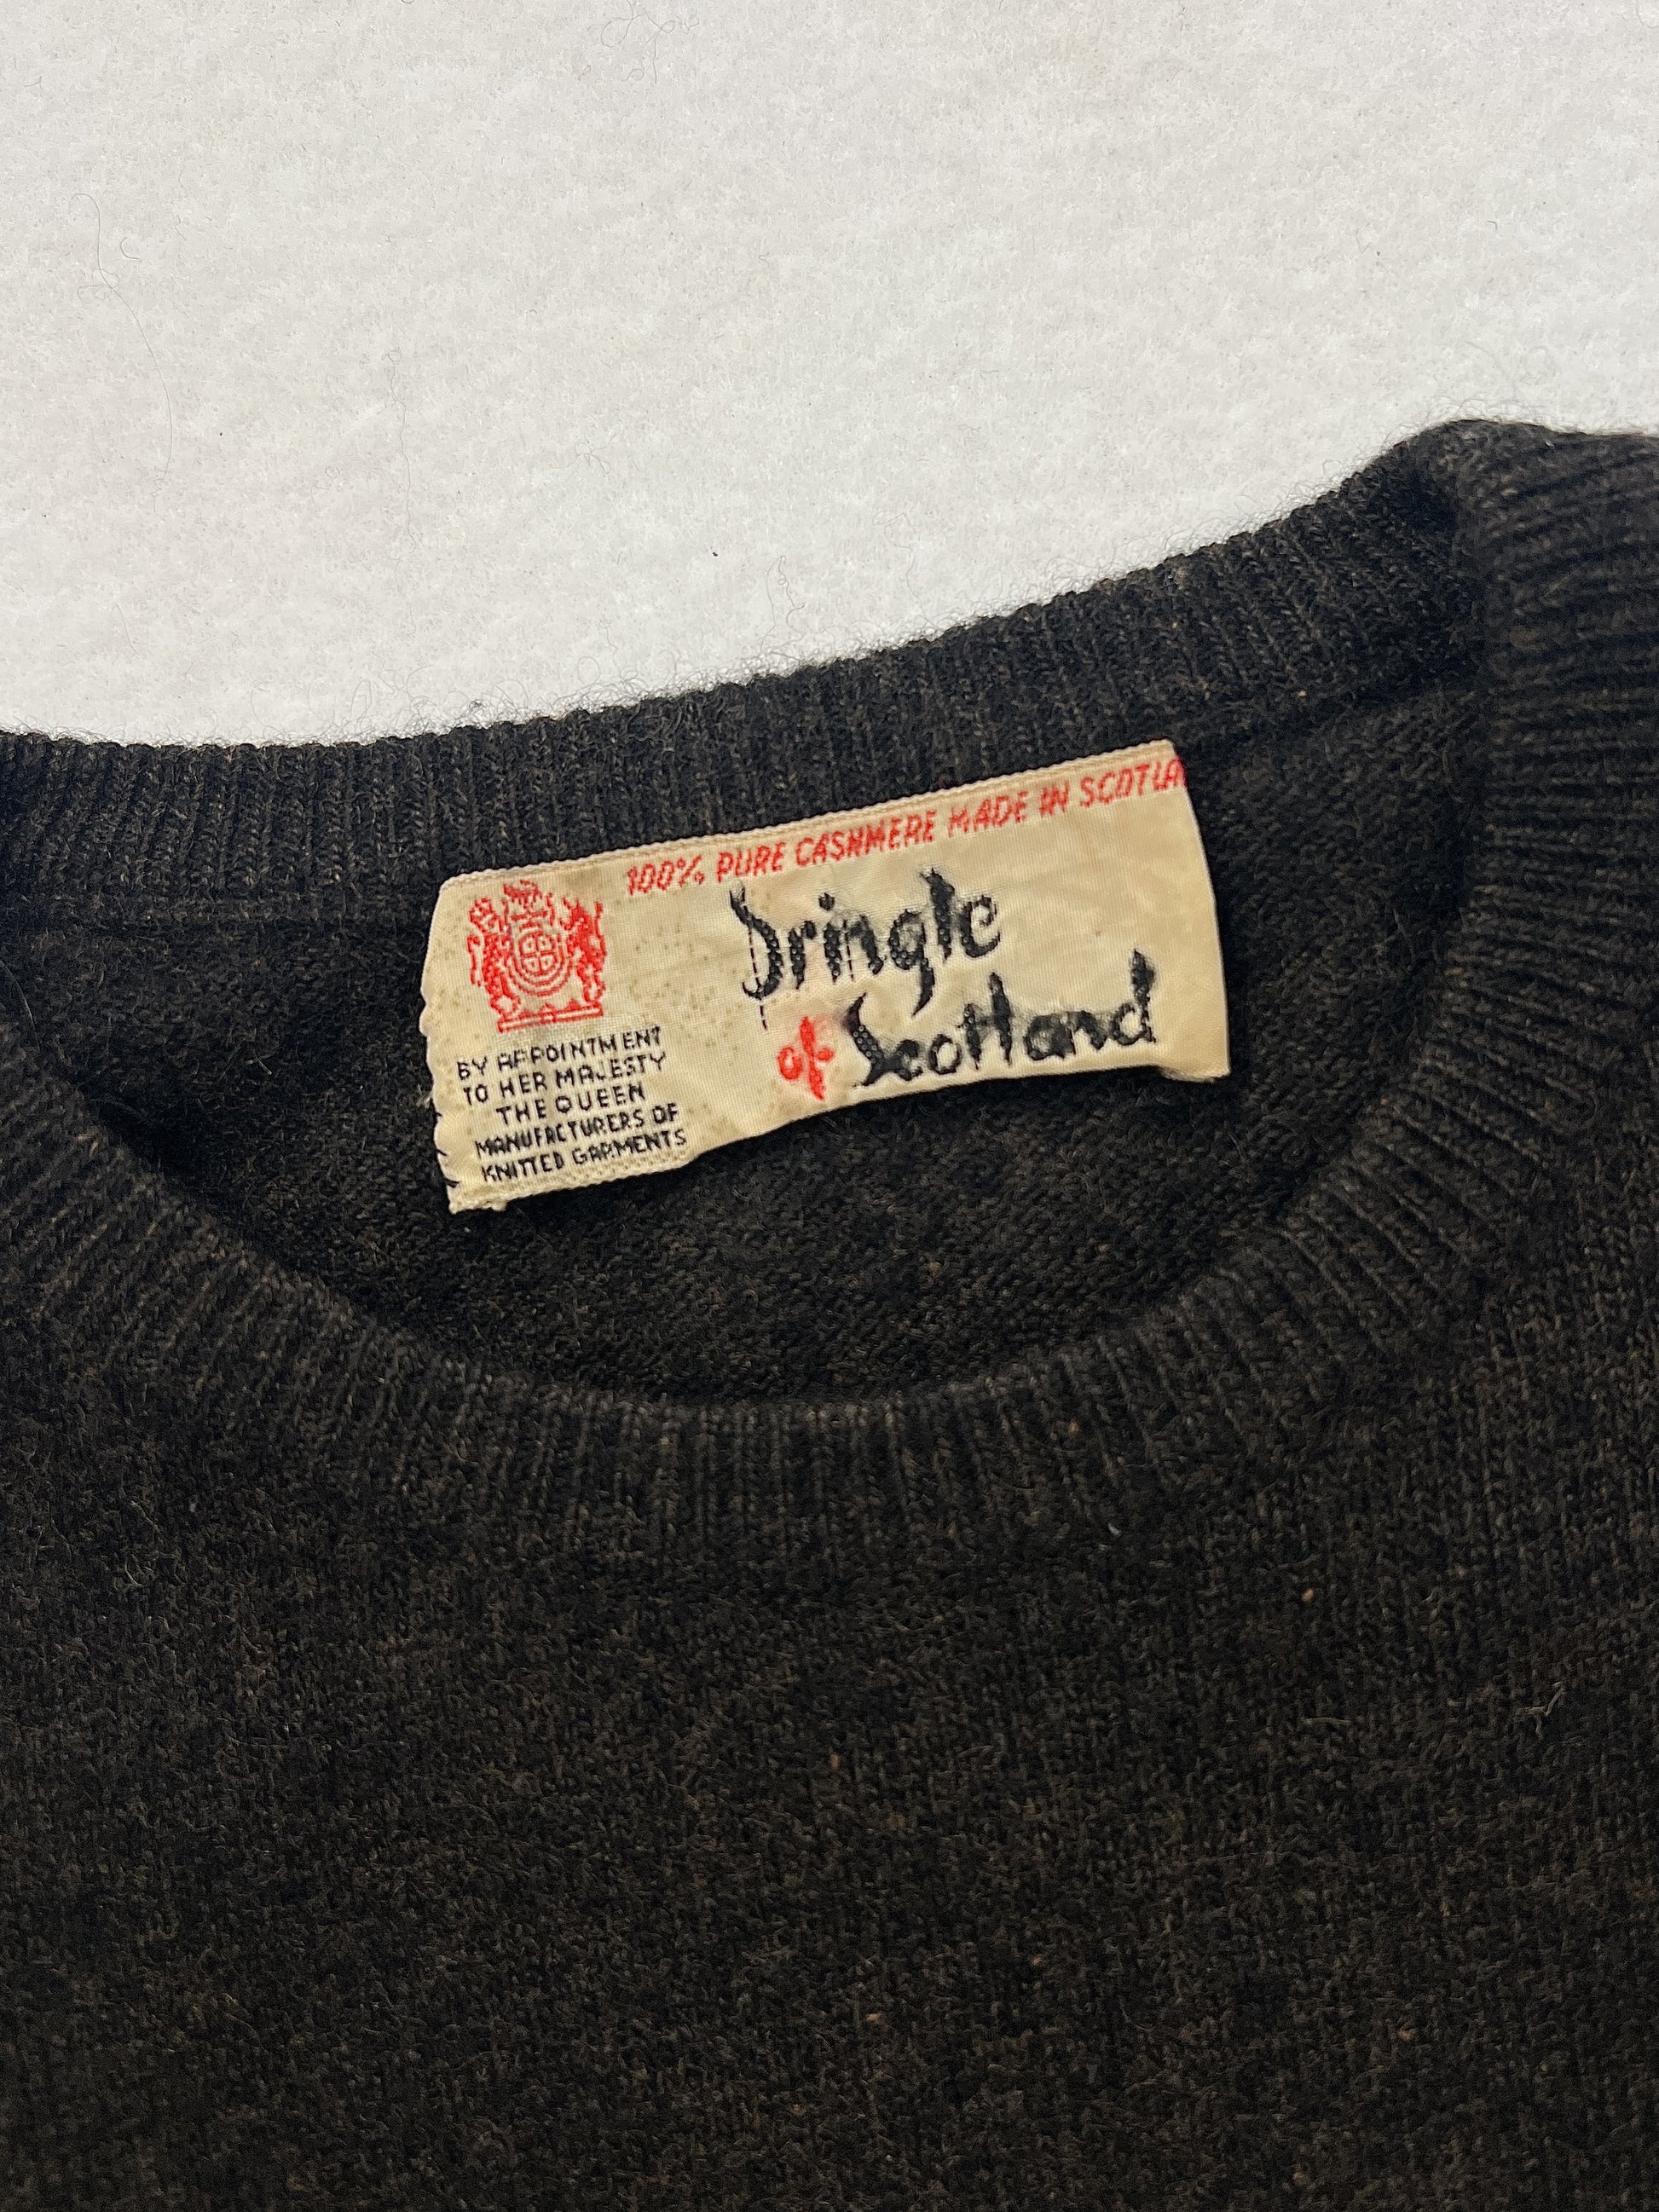 100% PURE CASHMERE MADE IN SCOTLA
Pringle
of Scotland
BY APPOINTMENT
TO HER MAJESTY
THE QUEEN
MANUFACTURERS OF
KNITTED GARMENTS